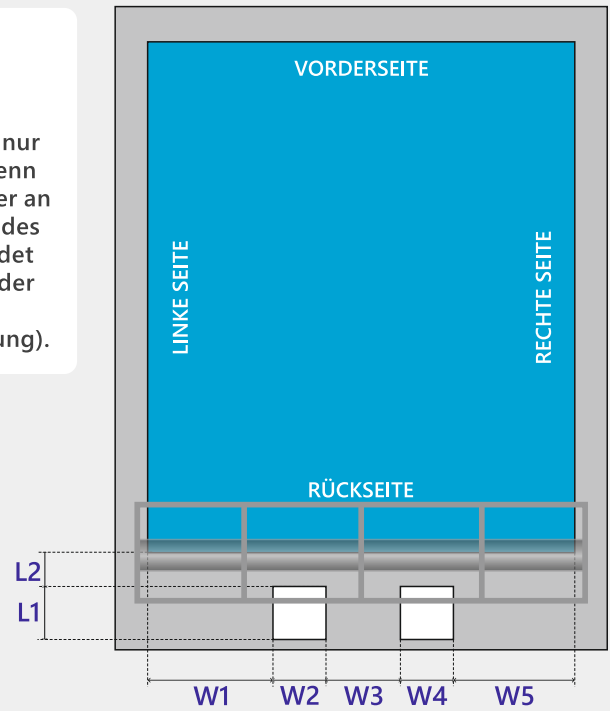 nur
enn
er an
des
det
der
ung).
VORDERSEITE
LINKE SEITE
RECHTE SEITE
RÜCKSEITE
L2
L1
W1 W2 W3 W4 W5